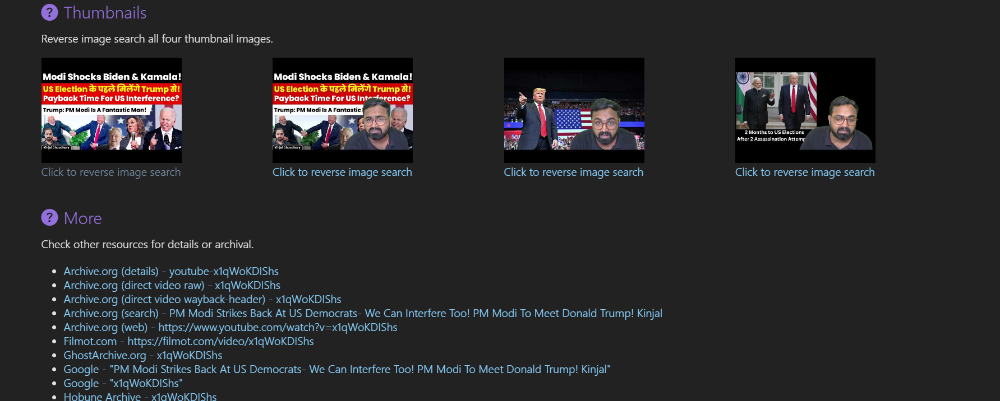 Thumbnails
Reverse image search all four thumbnail images.
Modi Shocks Biden & Kamala!
US Election के पहले मिलेंगे Trump से!
Payback Time For US Interference?
Trump: PM Modi Is A Fantastic Man!
Kinjal Choudhary
Click to reverse image search
Modi Shocks Biden & Kamala!
US Election के पहले मिलेंगे Trump से!
Payback Time For US Interference?
Trump: PM Modi Is A Fantastic
Kinjal Choudhary
Click to reverse image search
Click to reverse image search
2 Months to US Elections
After 2 Assassination Attemp
Click to reverse image search
More
Check other resources for details or archival.
Archive.org (details) - youtube-x1qWoKDIShs
Archive.org (direct video raw) - x1qWoKDIShs
Archive.org (direct video wayback-header) - x1qWoKDIShs
Archive.org (search) - PM Modi Strikes Back At US Democrats- We Can Interfere Too! PM Modi To Meet Donald Trump! Kinjal
Archive.org (web) - https://www.youtube.com/watch?v=x1qWoKDIShs
Filmot.com - https://filmot.com/video/x1qWoKDIShs
GhostArchive.org - x1qWoKDIShs
Google - "PM Modi Strikes Back At US Democrats- We Can Interfere Too! PM Modi To Meet Donald Trump! Kinjal"
Google - "x1qWoKDIShs"
Hobune Archive - x1qWoKDIShs